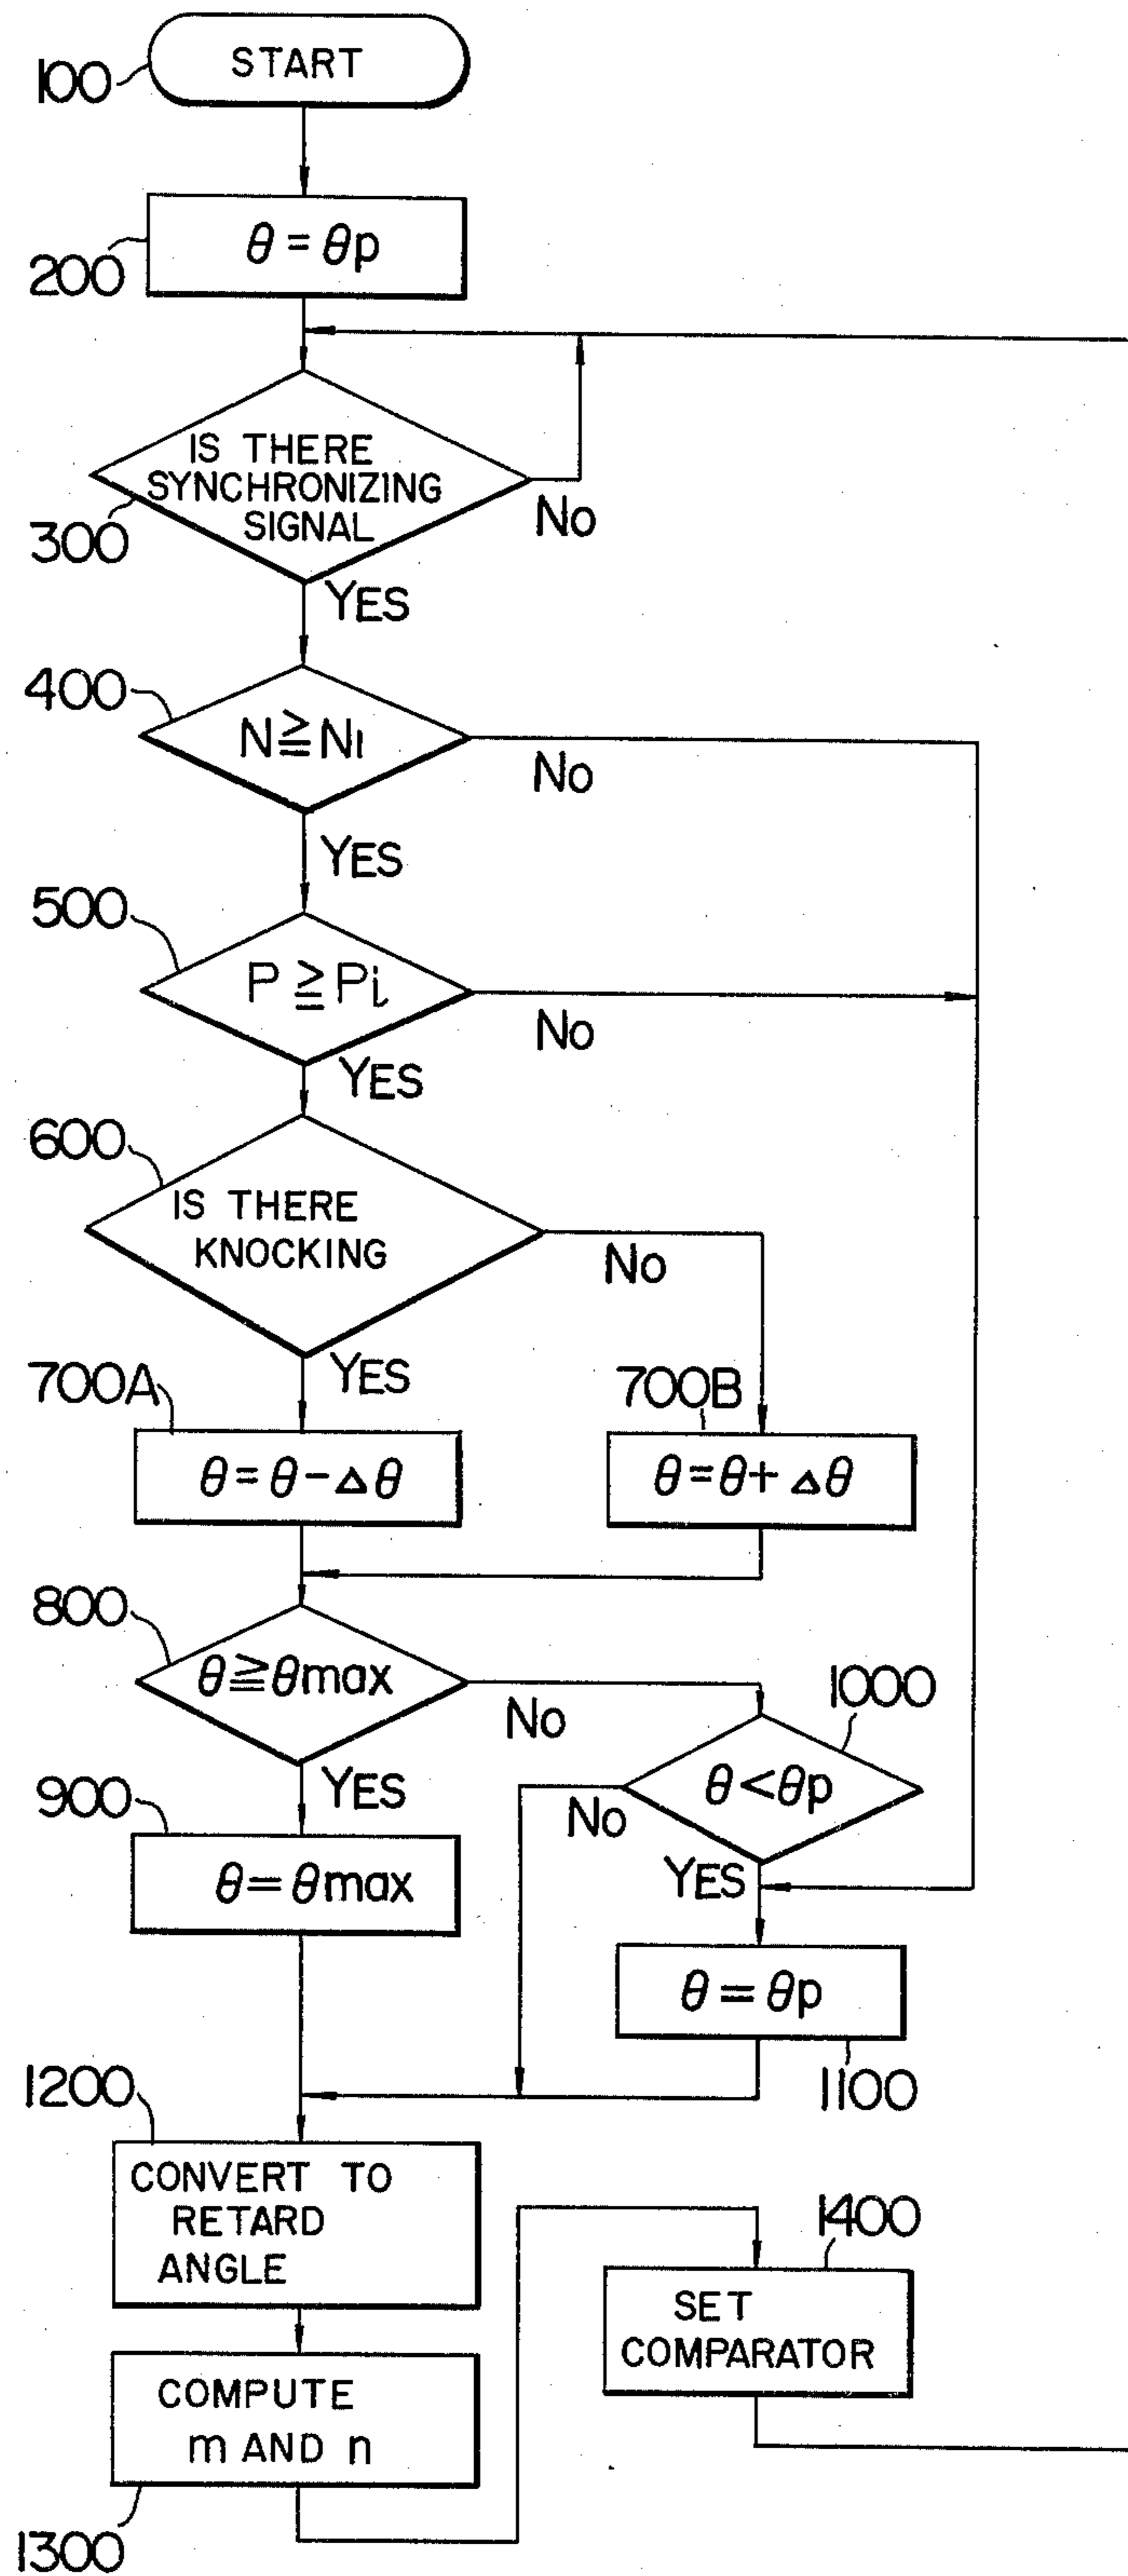 START
100
θ = θp
200
IS THERE
SYNCHRONIZING
SIGNAL
300
No
YES
400
N ≧ N1
No
YES
500
P ≧ Pi
No
YES
600
IS THERE
KNOCKING
No
YES
700A
700B
θ = θ - Δθ
θ = θ + Δθ
800
θ ≧ θmax
No
1000
YES
θ < θp
900
No
YES
θ = θmax
θ = θp
1200
1100
CONVERT TO
RETARD
ANGLE
1400
SET
COMPARATOR
COMPUTE
m AND n
1300